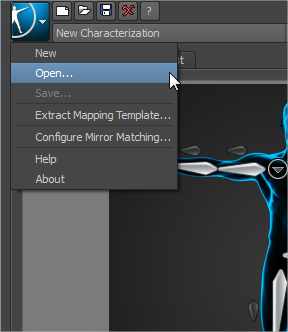 ?
New Characterization
New
Open...
Save...
Extract Mapping Template...
Configure Mirror Matching...
Help
About